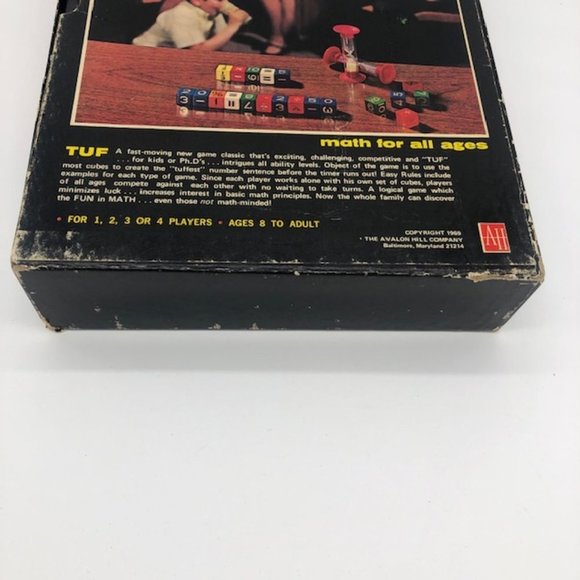 math for all ages
TUF A fast-moving new game classic that's exciting, challenging, competitive and "TUF"
. . . for kids or Ph.D's . . . intrigues all ability levels. Object of the game is to use the
most cubes to create the "tuffest" number sentence before the timer runs out! Easy Rules include
examples for each type of game. Since each player works alone with his own set of cubes, players
of all ages compete against each other with no waiting to take turns. A logical game which
minimizes luck . . . increases interest in basic math principles. Now the whole family can discover
the FUN in MATH . . . even those not math-minded!
• FOR 1, 2, 3 OR 4 PLAYERS • AGES 8 TO ADULT
COPYRIGHT 1969
• THE AVALON HILL COMPANY
Baltimore, Maryland 21214
AH